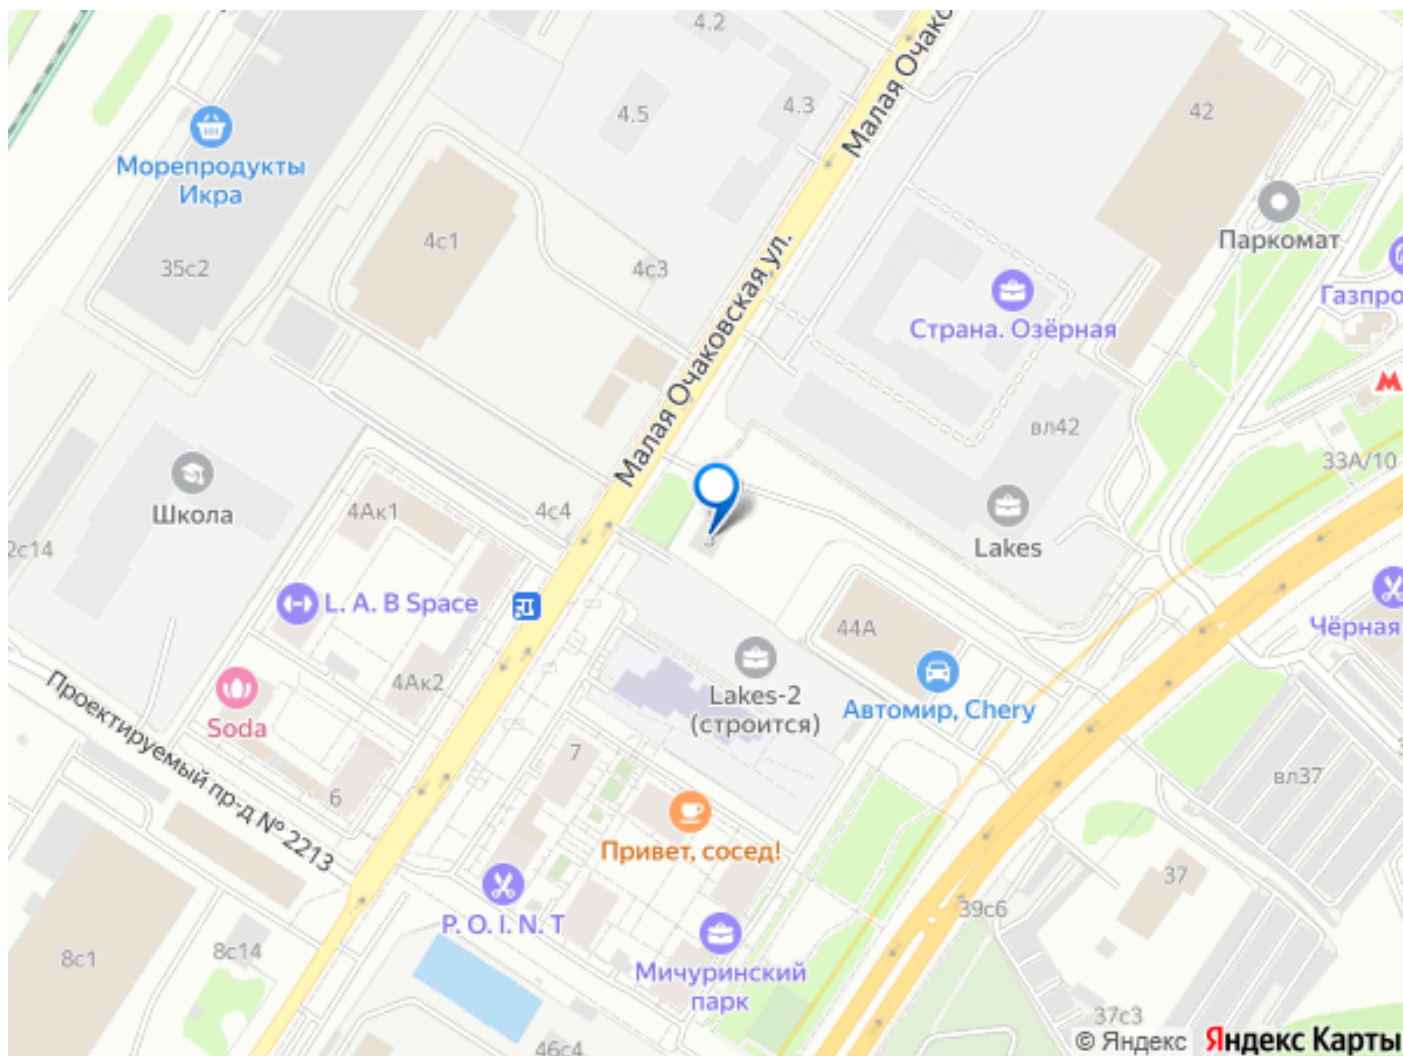 4.2
Малая Очако
42
4.5
4.3
Морепродукты
Икра
Малая Очаковская ул.
Паркомат
4с1
35с2
4с3
Газпро
Страна. Озёрная
М
вл42
33А/10
Школа
4Ак1
4с4
2с14
Lakes
3
L. A. B Space
44А
Чёрная
4Ак2
Lakes-2
(строится)
Автомир, Chery
Soda
Проектируемый пр-д № 2213
7
вл37
6
Привет, сосед!
37
P. O. I. N. T
39с6
8с1
8с14
Мичуринский
парк
37с3
46с4
© Яндекс
Яндекс Карты